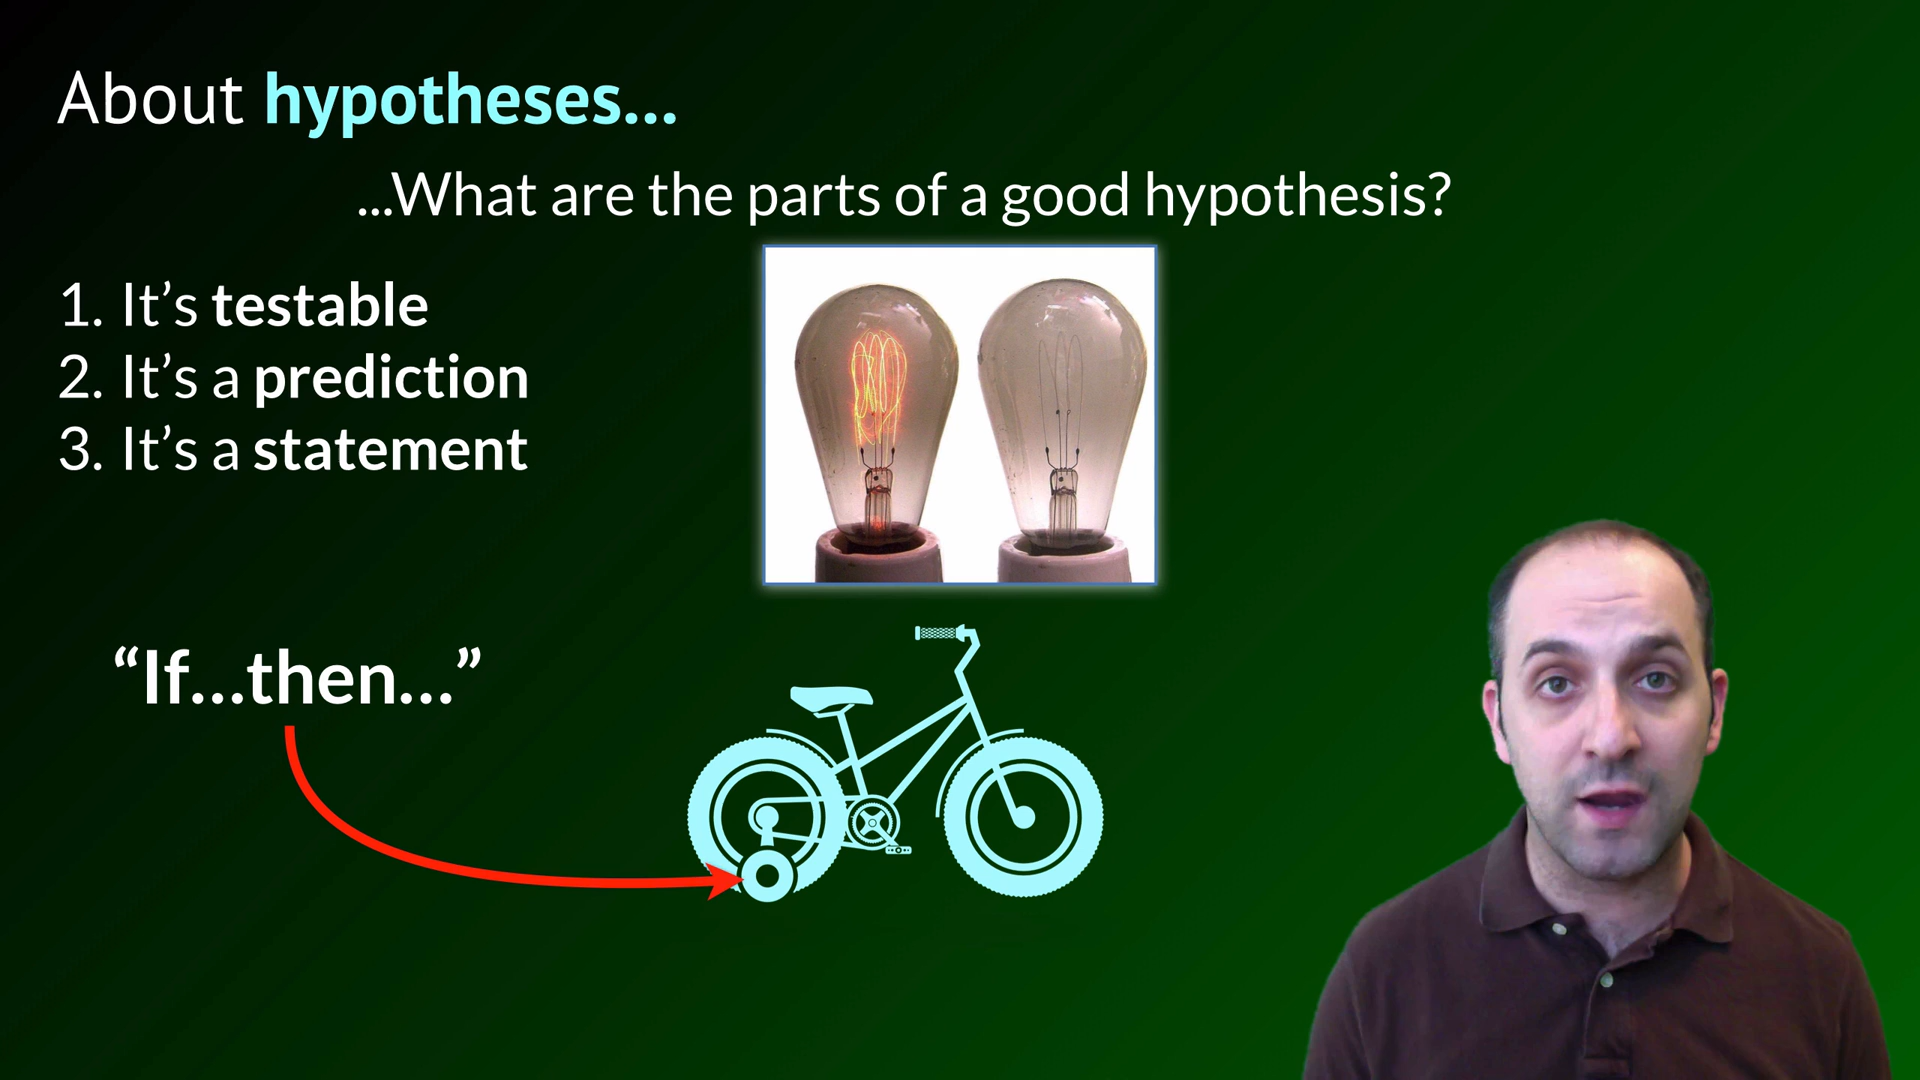 About hypotheses...
...What are the parts of a good hypothesis?
1. It’s testable
2. It’s a prediction
3. It’s a statement
“If...then...”